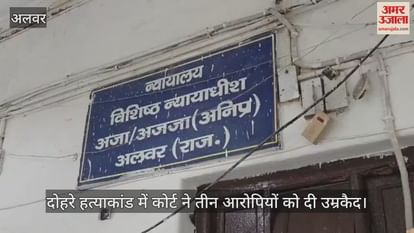 अलवर
अमर उजाला
amarujala.com
न्यायालय
विशिष्ठ न्यायाधीश
अजा/अजजा(अनिप्र)
अलवर (राज.)
दोहरे हत्याकांड में कोर्ट ने तीन आरोपियों को दी उम्रकैद।